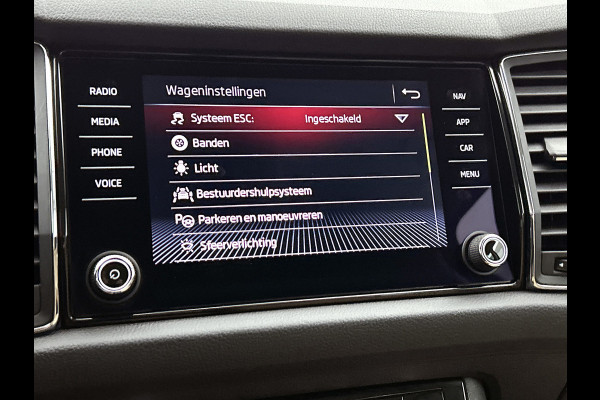 RADIO
MEDIA
PHONE
VOICE
Wageninstellingen
Systeem ESC: Ingeschakeld
Banden
Licht
Bestuurdershulpsysteem
P Parkeren en manoeuvreren
Sfeerverlichting
NAV
APP
CAR
MENU